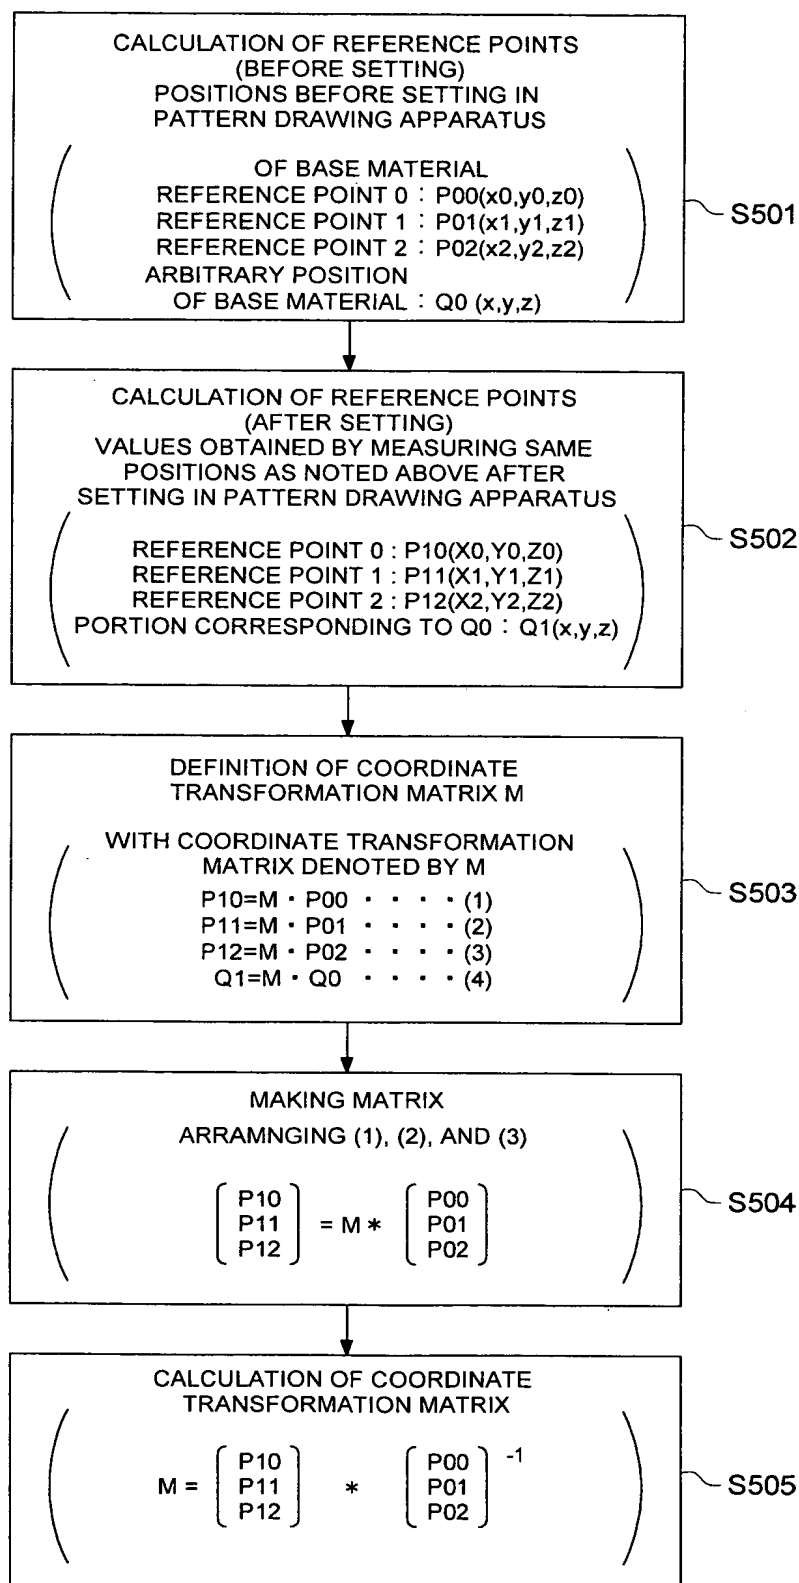 CALCULATION OF REFERENCE POINTS
(BEFORE SETTING)
POSITIONS BEFORE SETTING IN
PATTERN DRAWING APPARATUS
OF BASE MATERIAL
REFERENCE POINT 0 : P00(x0,y0,z0)
REFERENCE POINT 1 : P01(x1,y1,z1)
REFERENCE POINT 2 : P02(x2,y2,z2)
ARBITRARY POSITION
OF BASE MATERIAL : Q0 (x,y,z)
S501
CALCULATION OF REFERENCE POINTS
(AFTER SETTING)
VALUES OBTAINED BY MEASURING SAME
POSITIONS AS NOTED ABOVE AFTER
SETTING IN PATTERN DRAWING APPARATUS
REFERENCE POINT 0 : P10(X0,Y0,Z0)
REFERENCE POINT 1 : P11(X1,Y1,Z1)
REFERENCE POINT 2 : P12(X2,Y2,Z2)
PORTION CORRESPONDING TO Q0 : Q1(x,y,z)
S502
DEFINITION OF COORDINATE
TRANSFORMATION MATRIX M
WITH COORDINATE TRANSFORMATION
MATRIX DENOTED BY M
P10=M · P00 · · · · (1)
P11=M · P01 · · · · (2)
P12=M · P02 · · · · (3)
Q1=M · Q0 · · · · (4)
S503
MAKING MATRIX
ARRAMNGING (1), (2), AND (3)
P10 P00
P11 = M * P01
P12 P02
S504
CALCULATION OF COORDINATE
TRANSFORMATION MATRIX
P10 P00 -1
M = P11 * P01
P12 P02
S505